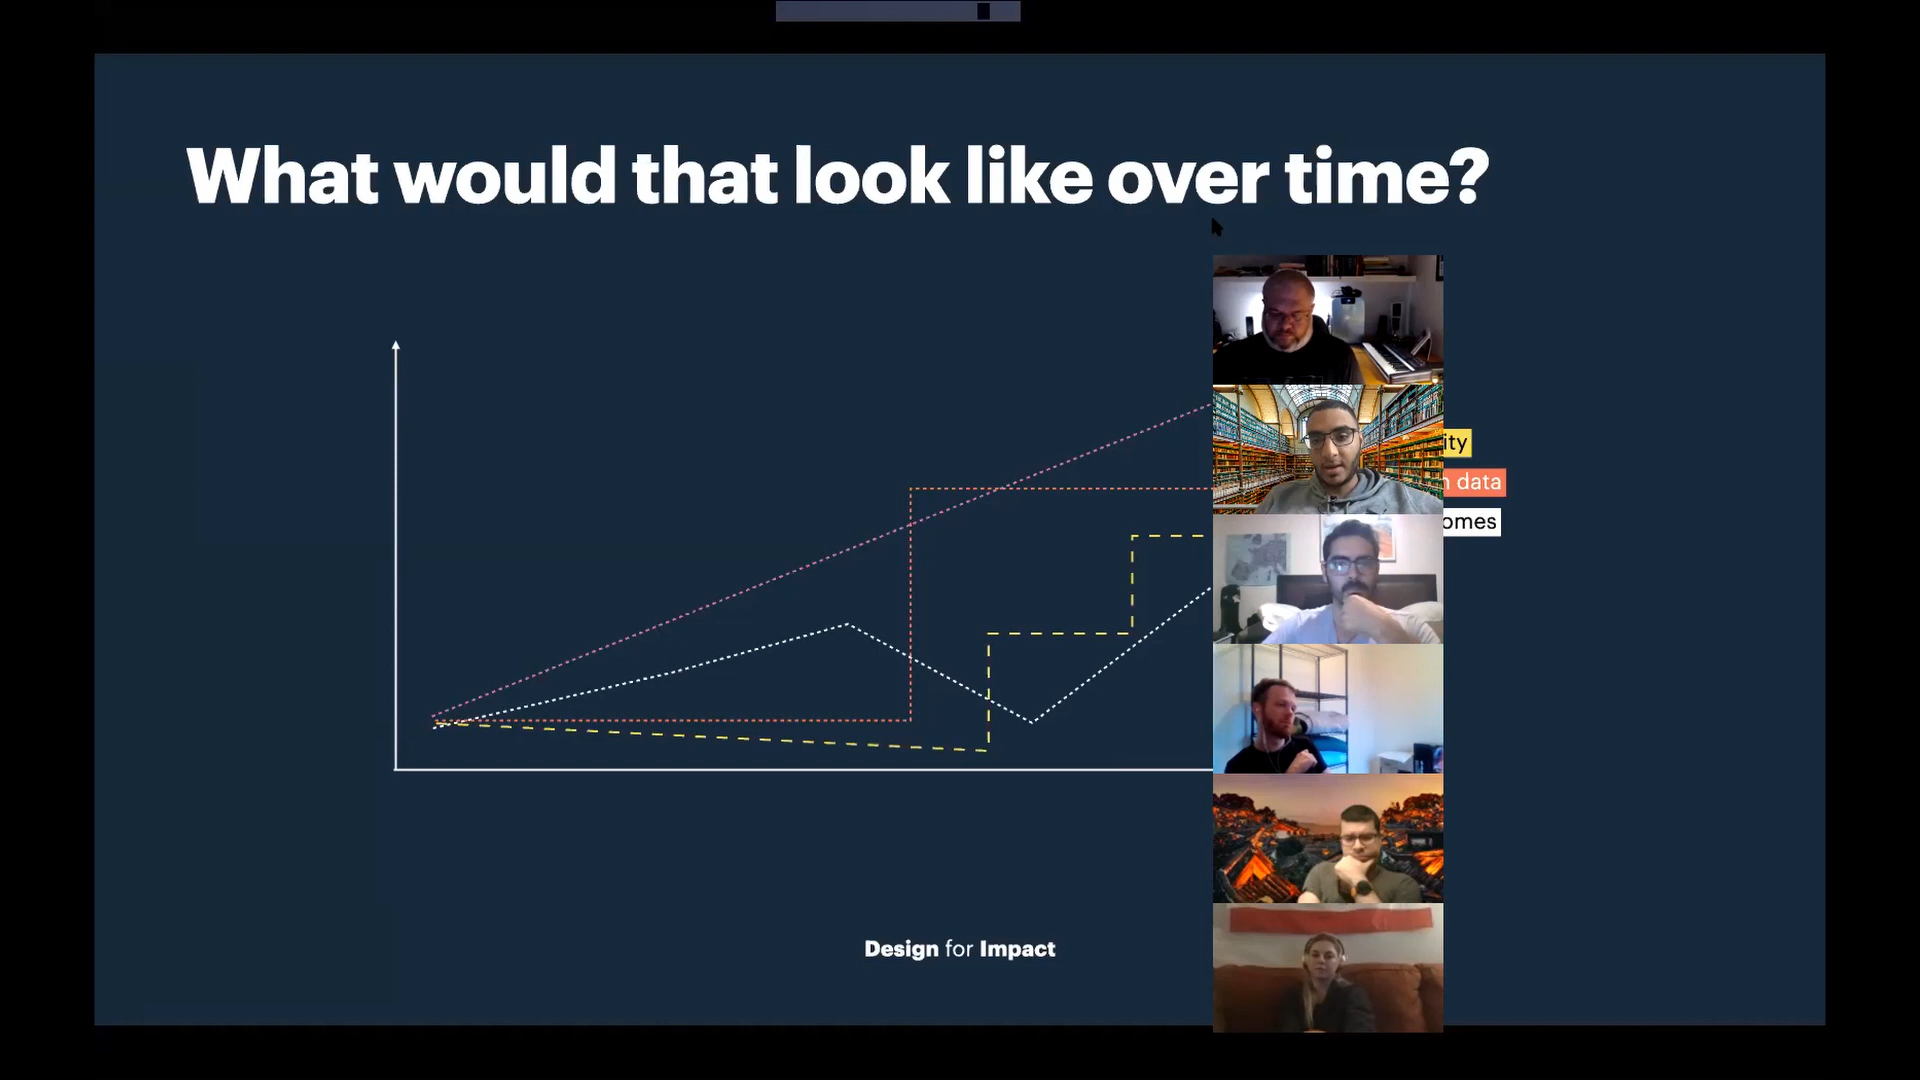 What would that look like over time?
ity
data
omes
Design for Impact